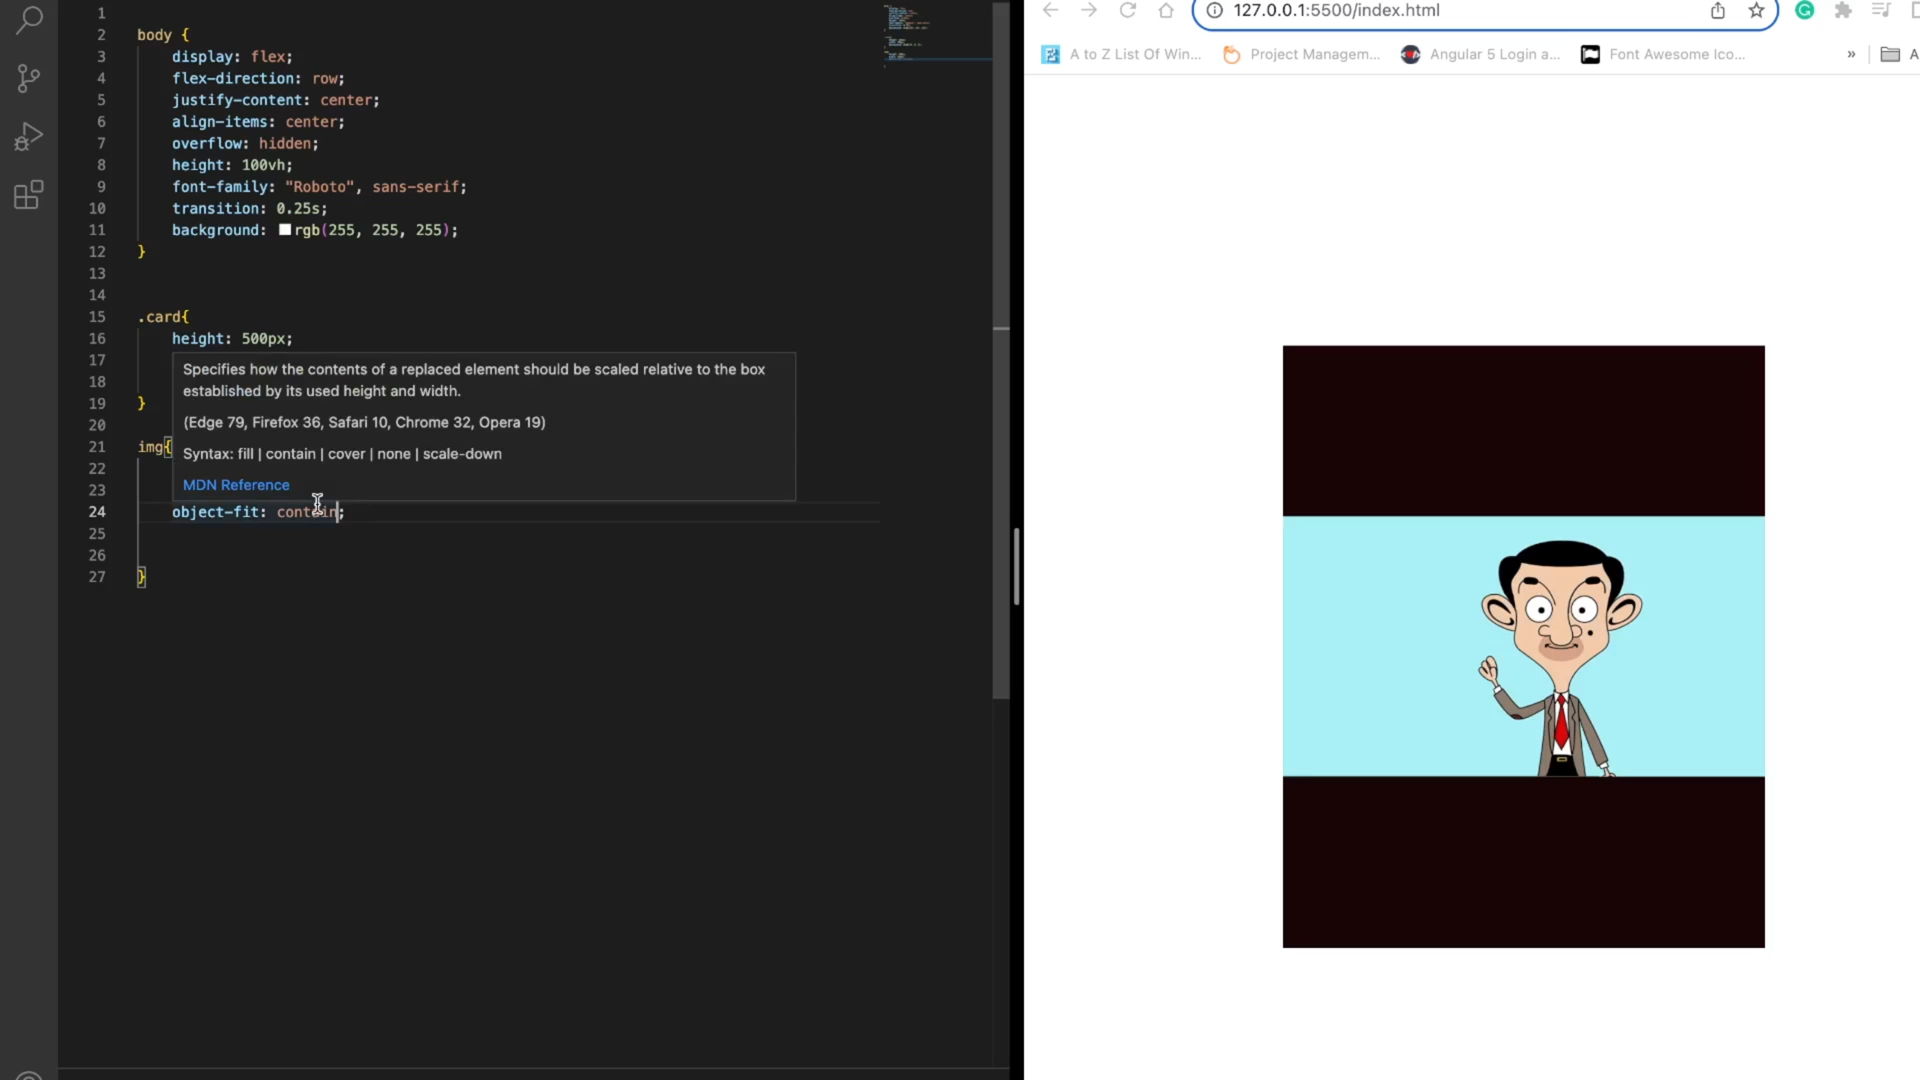 1
2 body {
3 display: flex;
4 flex-direction: row;
5 justify-content: center;
6 align-items: center;
7 overflow: hidden;
8 height: 100vh;
9 font-family: "Roboto", sans-serif;
10 transition: 0.25s;
11 background: rgb(255, 255, 255);
12 }
13
14
15 .card{
16 height: 500px;
17
18
19 }
20
21 img{
22
23
24 object-fit: contain;
25
26
27 }
Specifies how the contents of a replaced element should be scaled relative to the box
established by its used height and width.
(Edge 79, Firefox 36, Safari 10, Chrome 32, Opera 19)
Syntax: fill | contain | cover | none | scale-down
MDN Reference
127.0.0.1:5500/index.html
A to Z List Of Win... Project Managem... Angular 5 Login a... Font Awesome Ico... » A